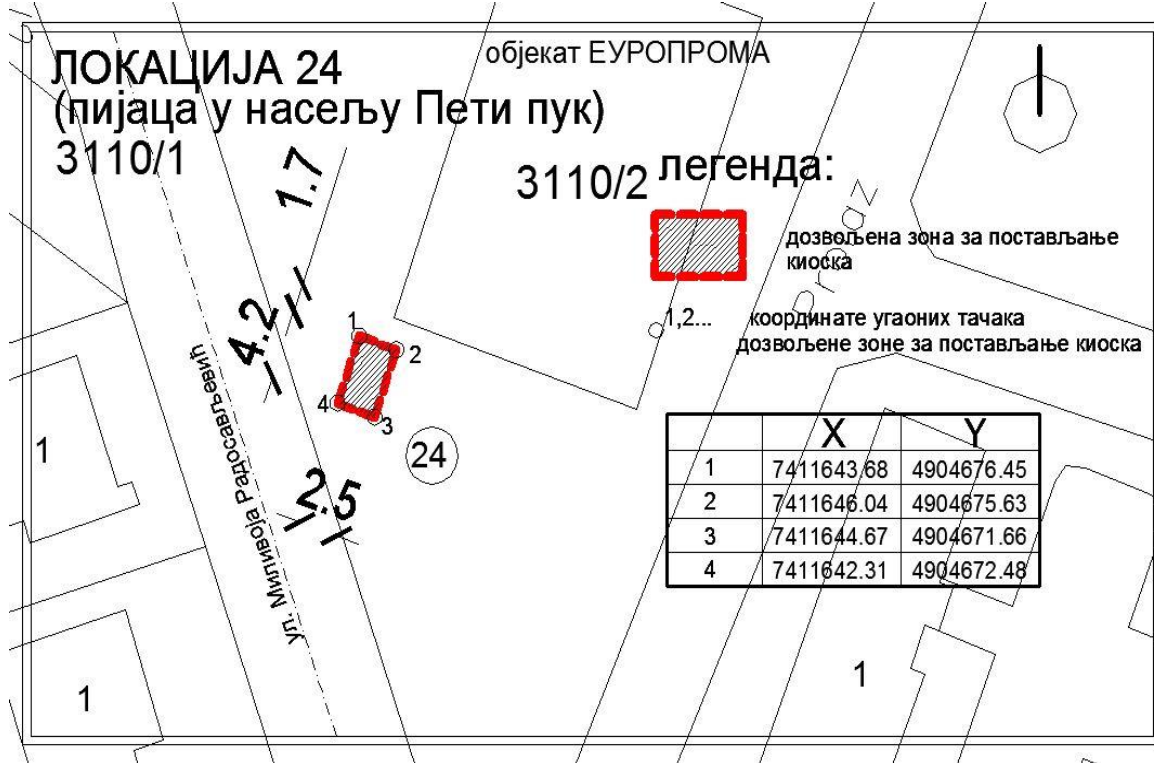 ЛОКАЦИЈА 24
(пијаца у насељу Пети пук)
3110/1
објекат ЕУРОПРОМА
3110/2
легенда:
дозвољена зона за постављање
киоска
1,2...
координате угаоних тачака
дозвољене зоне за постављање киоска
Prolaz
1.7
4.2
2.5
1
2
3
4
24
ул. Миливоја Радосављевић
1
1
1
X Y
1 7411643.68 4904676.45
2 7411646.04 4904675.63
3 7411644.67 4904671.66
4 7411642.31 4904672.48